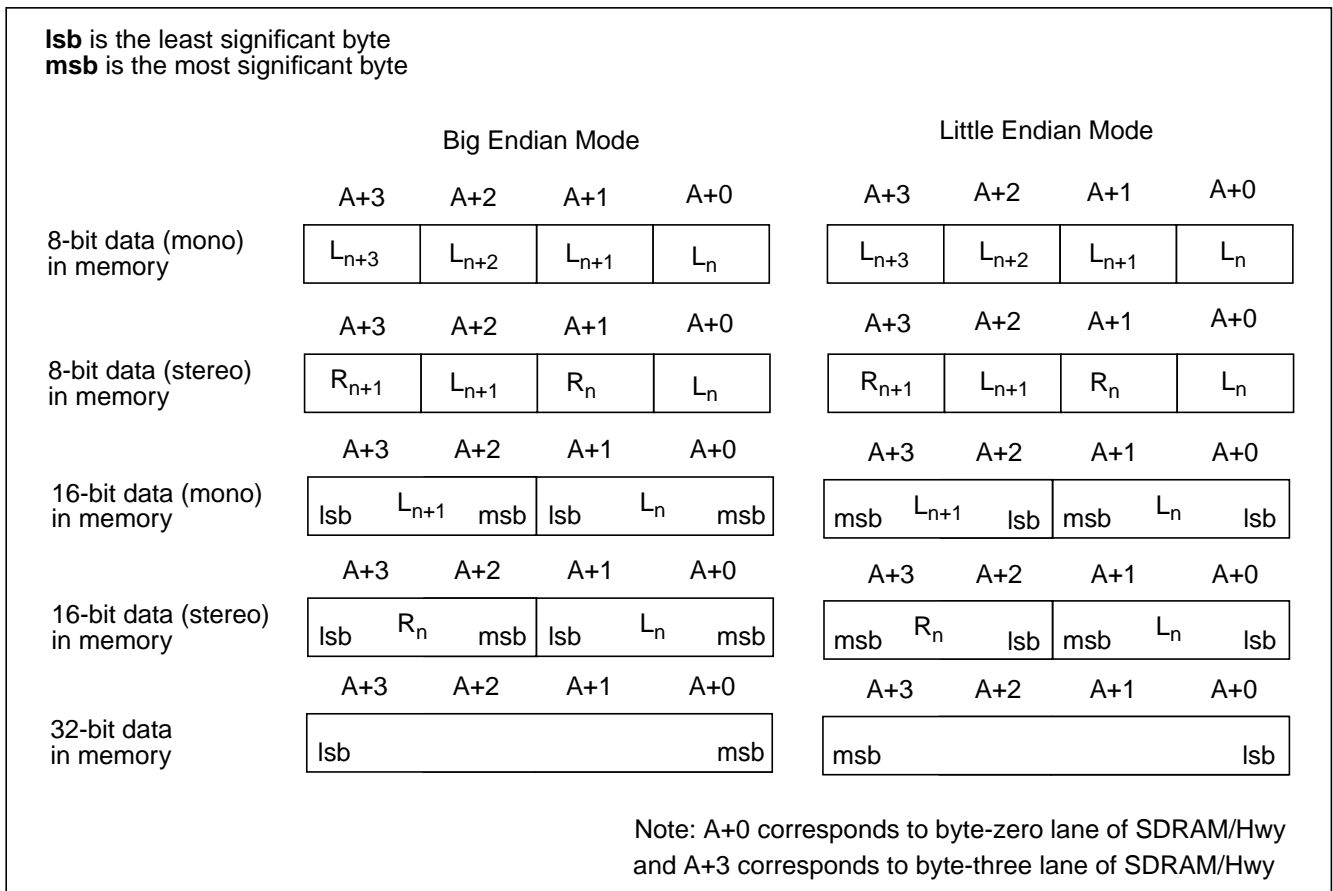 lsb is the least significant byte
msb is the most significant byte
Big Endian Mode Little Endian Mode
A+3 A+2 A+1 A+0 A+3 A+2 A+1 A+0
8-bit data (mono)
in memory
Ln+3 Ln+2 Ln+1 Ln Ln+3 Ln+2 Ln+1 Ln
A+3 A+2 A+1 A+0 A+3 A+2 A+1 A+0
8-bit data (stereo)
in memory
Rn+1 Ln+1 Rn Ln Rn+1 Ln+1 Rn Ln
A+3 A+2 A+1 A+0 A+3 A+2 A+1 A+0
16-bit data (mono)
in memory
lsb Ln+1 msb lsb Ln msb msb Ln+1 lsb msb Ln lsb
A+3 A+2 A+1 A+0 A+3 A+2 A+1 A+0
16-bit data (stereo)
in memory
lsb Rn msb lsb Ln msb msb Rn lsb msb Ln lsb
A+3 A+2 A+1 A+0 A+3 A+2 A+1 A+0
32-bit data
in memory
lsb msb msb lsb
Note: A+0 corresponds to byte-zero lane of SDRAM/Hwy
and A+3 corresponds to byte-three lane of SDRAM/Hwy